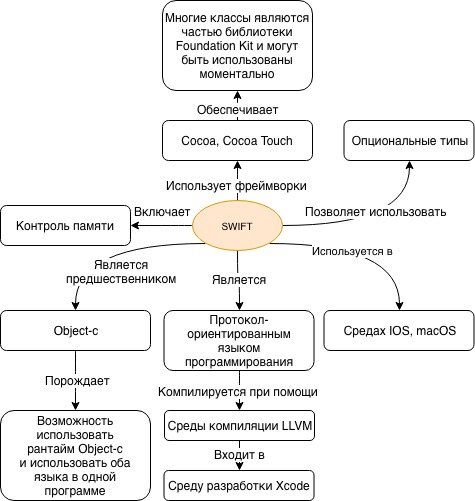 Многие классы являются
частью библиотеки
Foundation Kit и могут
быть использованы
моментально
Обеспечивает
Cocoa, Cocoa Touch
Опциональные типы
Использует фреймворки
Контроль памяти
Включает
SWIFT
Позволяет использовать
Является
предшественником
Является
Используется в
Object-c
Протокол-
ориентированным
языком
программирования
Средах IOS, macOS
Порождает
Компилируется при помощи
Возможность
использовать
рантайм Object-c
и использовать оба
языка в одной
программе
Среды компиляции LLVM
Входит в
Среду разработки Xcode